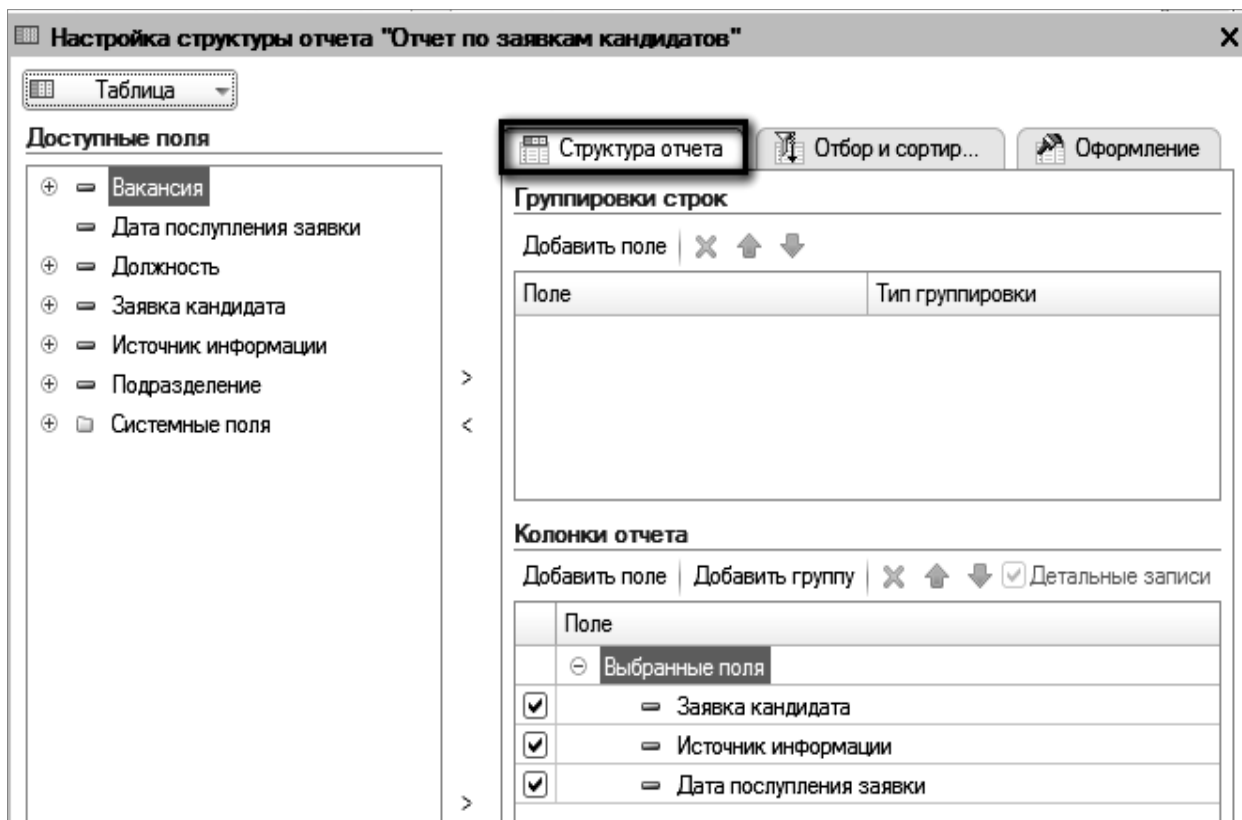 Настройка структуры отчета "Отчет по заявкам кандидатов"
Таблица
Доступные поля
Вакансия
Дата послупления заявки
Должность
Заявка кандидата
Источник информации
Подразделение
Системные поля
Структура отчета
Отбор и сортир...
Оформление
Группировки строк
Добавить поле
Поле Тип группировки
Колонки отчета
Добавить поле Добавить группу Детальные записи
Поле
Выбранные поля
Заявка кандидата
Источник информации
Дата послупления заявки